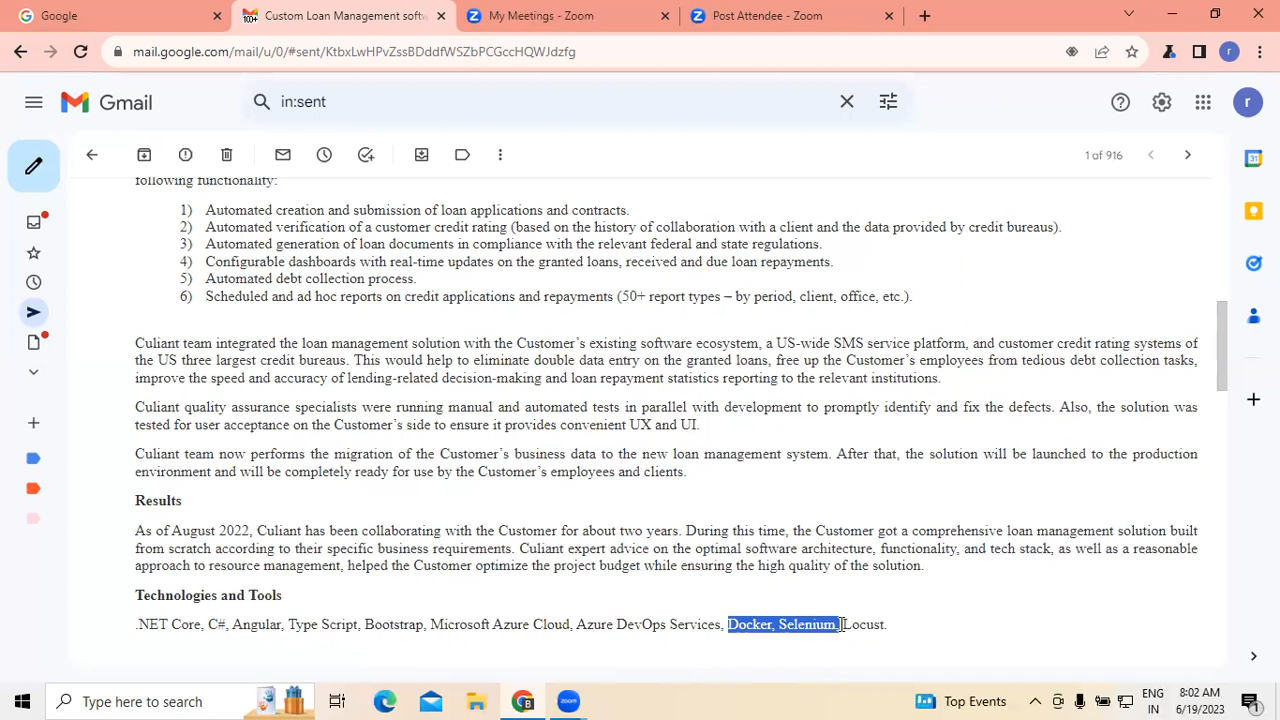 Google
Custom Loan Management softw
My Meetings - Zoom
Post Attendee - Zoom
mail.google.com/mail/u/0/#sent/KtbxLwHPvZssBDddfWSZbPCGccHQWJdzfg
r
100+
Gmail
in:sent
r
31
1 of 916
following functionality:
1) Automated creation and submission of loan applications and contracts.
2) Automated verification of a customer credit rating (based on the history of collaboration with a client and the data provided by credit bureaus).
3) Automated generation of loan documents in compliance with the relevant federal and state regulations.
4) Configurable dashboards with real-time updates on the granted loans, received and due loan repayments.
5) Automated debt collection process.
6) Scheduled and ad hoc reports on credit applications and repayments (50+ report types – by period, client, office, etc.).
Culiant team integrated the loan management solution with the Customer's existing software ecosystem, a US-wide SMS service platform, and customer credit rating systems of
the US three largest credit bureaus. This would help to eliminate double data entry on the granted loans, free up the Customer's employees from tedious debt collection tasks,
improve the speed and accuracy of lending-related decision-making and loan repayment statistics reporting to the relevant institutions.
Culiant quality assurance specialists were running manual and automated tests in parallel with development to promptly identify and fix the defects. Also, the solution was
tested for user acceptance on the Customer's side to ensure it provides convenient UX and UI.
Culiant team now performs the migration of the Customer's business data to the new loan management system. After that, the solution will be launched to the production
environment and will be completely ready for use by the Customer's employees and clients.
Results
As of August 2022, Culiant has been collaborating with the Customer for about two years. During this time, the Customer got a comprehensive loan management solution built
from scratch according to their specific business requirements. Culiant expert advice on the optimal software architecture, functionality, and tech stack, as well as a reasonable
approach to resource management, helped the Customer optimize the project budget while ensuring the high quality of the solution.
Technologies and Tools
.NET Core, C#, Angular, Type Script, Bootstrap, Microsoft Azure Cloud, Azure DevOps Services, Docker, Selenium, Locust.
Type here to search
zoom
Top Events
ENG
IN
8:02 AM
6/19/2023